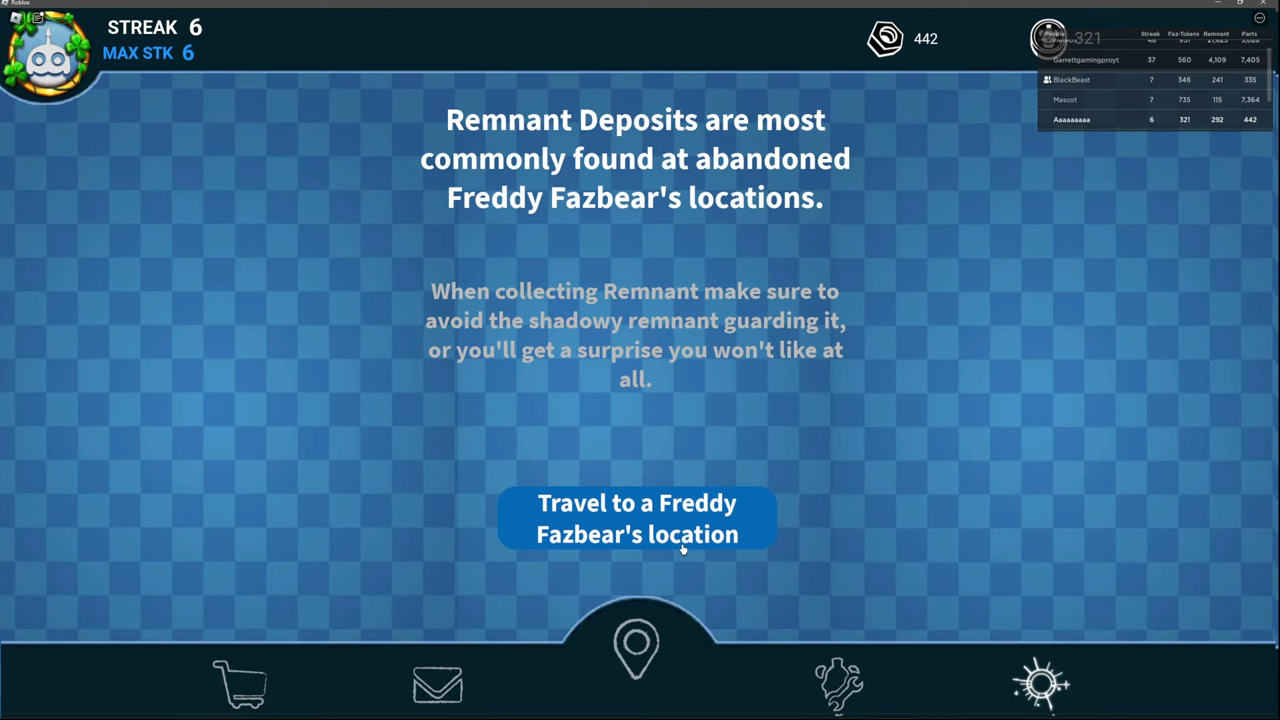 Roblox
STREAK 6
MAX STK 6
442
321
People Streak Faz-Tokens Remnant Parts
Garrettgamingproyt 37 560 4,109 7,405
BlackBeast 7 346 241 335
Mascot 7 735 115 7,364
Aaaaaaaaa 6 321 292 442
Remnant Deposits are most
commonly found at abandoned
Freddy Fazbear's locations.
When collecting Remnant make sure to
avoid the shadowy remnant guarding it,
or you'll get a surprise you won't like at
all.
Travel to a Freddy
Fazbear's location